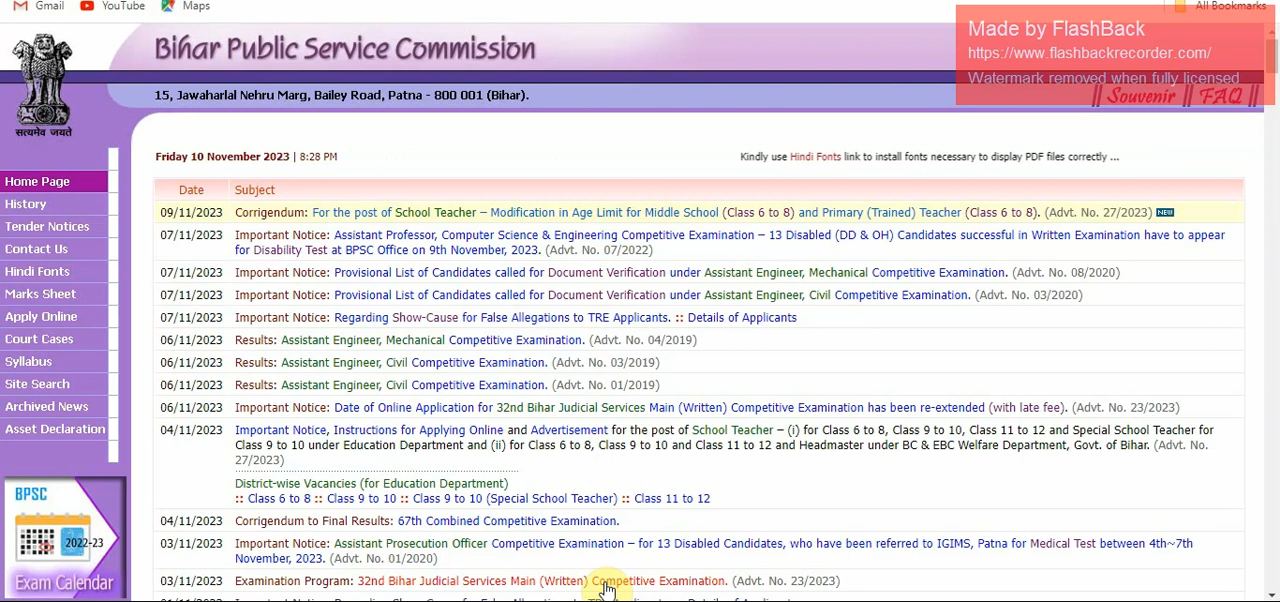 Gmail YouTube Maps
All Bookmarks
Made by FlashBack
https://www.flashbackrecorder.com/
Watermark removed when fully licensed
Bihar Public Service Commission
सत्यमेव जयते
15, Jawaharlal Nehru Marg, Bailey Road, Patna - 800 001 (Bihar).
|| Souvenir || FAQ ||
Friday 10 November 2023 | 8:28 PM
Kindly use Hindi Fonts link to install fonts necessary to display PDF files correctly ...
Home Page
History
Tender Notices
Contact Us
Hindi Fonts
Marks Sheet
Apply Online
Court Cases
Syllabus
Site Search
Archived News
Asset Declaration
BPSC
2022-23
Exam Calendar
Date Subject
09/11/2023 Corrigendum: For the post of School Teacher – Modification in Age Limit for Middle School (Class 6 to 8) and Primary (Trained) Teacher (Class 6 to 8). (Advt. No. 27/2023) NEW
07/11/2023 Important Notice: Assistant Professor, Computer Science & Engineering Competitive Examination – 13 Disabled (DD & OH) Candidates successful in Written Examination have to appear
for Disability Test at BPSC Office on 9th November, 2023. (Advt. No. 07/2022)
07/11/2023 Important Notice: Provisional List of Candidates called for Document Verification under Assistant Engineer, Mechanical Competitive Examination. (Advt. No. 08/2020)
07/11/2023 Important Notice: Provisional List of Candidates called for Document Verification under Assistant Engineer, Civil Competitive Examination. (Advt. No. 03/2020)
07/11/2023 Important Notice: Regarding Show-Cause for False Allegations to TRE Applicants. :: Details of Applicants
06/11/2023 Results: Assistant Engineer, Mechanical Competitive Examination. (Advt. No. 04/2019)
06/11/2023 Results: Assistant Engineer, Civil Competitive Examination. (Advt. No. 03/2019)
06/11/2023 Results: Assistant Engineer, Civil Competitive Examination. (Advt. No. 01/2019)
06/11/2023 Important Notice: Date of Online Application for 32nd Bihar Judicial Services Main (Written) Competitive Examination has been re-extended (with late fee). (Advt. No. 23/2023)
04/11/2023 Important Notice, Instructions for Applying Online and Advertisement for the post of School Teacher – (i) for Class 6 to 8, Class 9 to 10, Class 11 to 12 and Special School Teacher for
Class 9 to 10 under Education Department and (ii) for Class 6 to 8, Class 9 to 10 and Class 11 to 12 and Headmaster under BC & EBC Welfare Department, Govt. of Bihar. (Advt. No.
27/2023)
District-wise Vacancies (for Education Department)
:: Class 6 to 8 :: Class 9 to 10 :: Class 9 to 10 (Special School Teacher) :: Class 11 to 12
04/11/2023 Corrigendum to Final Results: 67th Combined Competitive Examination.
03/11/2023 Important Notice: Assistant Prosecution Officer Competitive Examination – for 13 Disabled Candidates, who have been referred to IGIMS, Patna for Medical Test between 4th~7th
November, 2023. (Advt. No. 01/2020)
03/11/2023 Examination Program: 32nd Bihar Judicial Services Main (Written) Competitive Examination. (Advt. No. 23/2023)